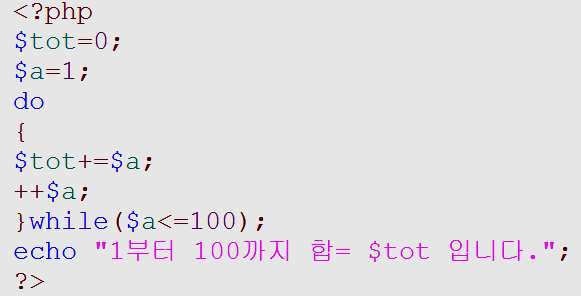 <?php
$tot=0;
$a=1;
do
{
$tot+=$a;
++$a;
}while($a<=100);
echo "1부터 100까지 합= $tot 입니다.";
?>